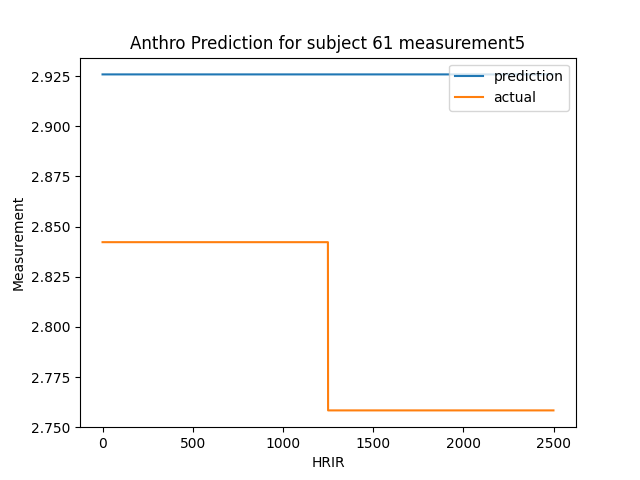 Anthro Prediction for subject 61 measurement5
prediction
actual
2.925
2.900
2.875
2.850
2.825
2.800
2.775
2.750
Measurement
0 500 1000 1500 2000 2500
HRIR